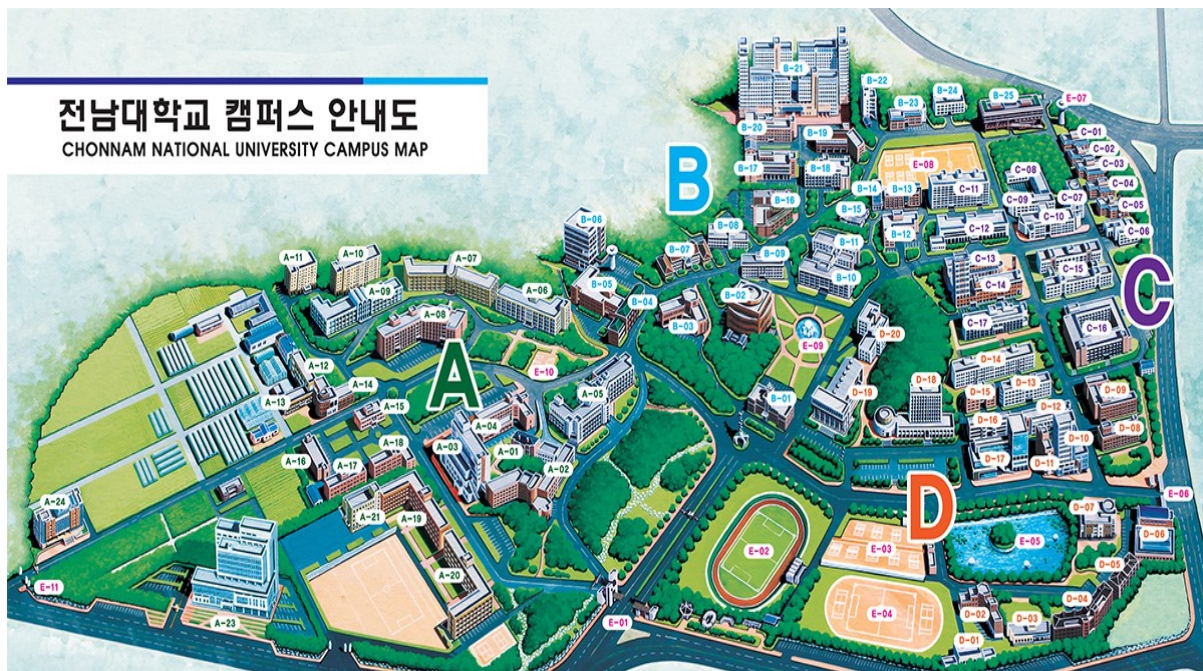 전남대학교 캠퍼스 안내도
CHONNAM NATIONAL UNIVERSITY CAMPUS MAP
B-21
B-22
B-24
B-23
B-25
E-07
B-20
B-19
C-01
C-02
B-17
B-18
E-08
C-03
C-08
C-04
B
B-14
B-13
C-11
C-07
C-09
C-05
B-16
B-15
C-10
B-06
B-08
B-12
C-12
C-06
B-07
B-11
A-11
A-10
A-07
B-09
C-13
C-15
B-05
B-10
C-14
C
A-09
A-06
B-04
B-02
A-08
B-03
C-17
C-16
D-20
E-09
A
E-10
D-14
A-12
A-14
D-18
D-13
D-09
A-13
A-15
A-05
B-01
D-19
D-15
D-12
A-04
D-16
D-08
A-18
A-03
A-01
D-10
A-16
A-17
A-02
D-17
D-11
A-24
E-06
A-21
A-19
D
D-07
D-06
E-02
E-03
E-05
D-05
A-20
E-11
D-04
E-04
D-02
A-23
E-01
D-03
D-01